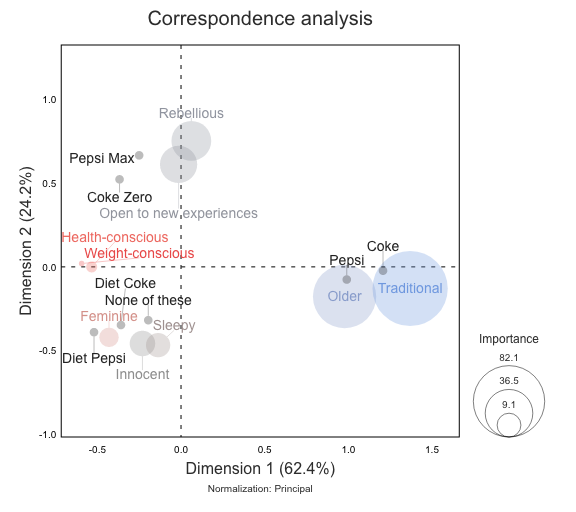 Correspondence analysis
Dimension 2 (24.2%)
1.0
0.5
0.0
-0.5
-1.0
Rebellious
Pepsi Max
Coke Zero
Open to new experiences
Health-conscious
Weight-conscious
Coke
Pepsi
Diet Coke
Older
Traditional
None of these
Feminine
Sleepy
Diet Pepsi
Innocent
Importance
82.1
36.5
9.1
-0.5
0.0
0.5
1.0
1.5
Dimension 1 (62.4%)
Normalization: Principal